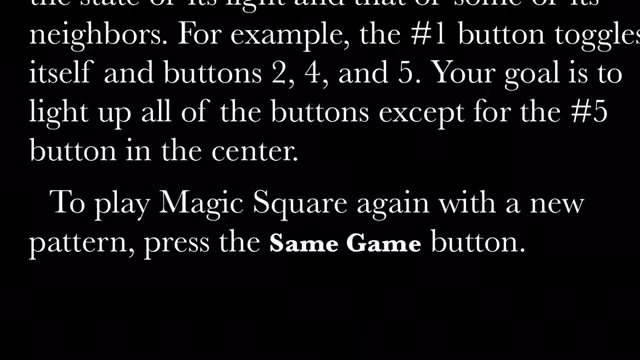 the state of its light and that of some of its
neighbors. For example, the #1 button toggles
itself and buttons 2, 4, and 5. Your goal is to
light up all of the buttons except for the #5
button in the center.
To play Magic Square again with a new
pattern, press the Same Game button.